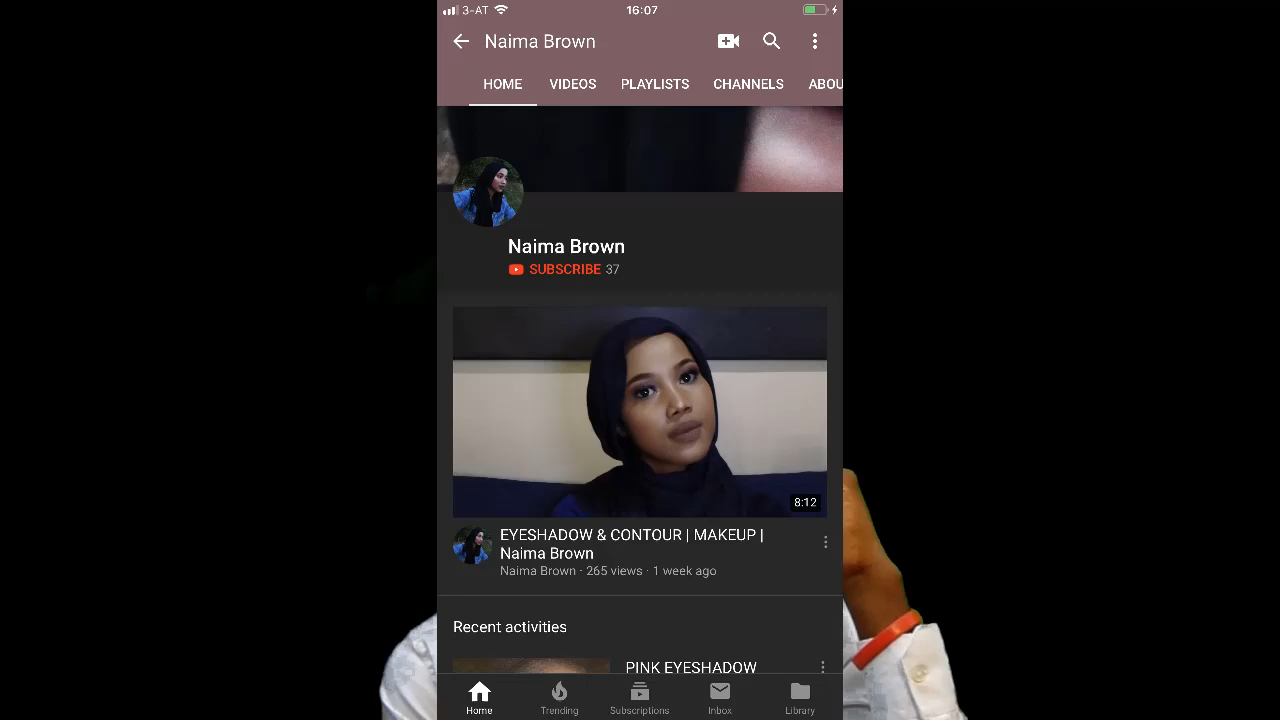 3-AT 16:07
Naima Brown
HOME VIDEOS PLAYLISTS CHANNELS ABOU
Naima Brown
SUBSCRIBE 37
8:12
EYESHADOW & CONTOUR | MAKEUP |
Naima Brown
Naima Brown · 265 views · 1 week ago
Recent activities
PINK EYESHADOW
Home Trending Subscriptions Inbox Library